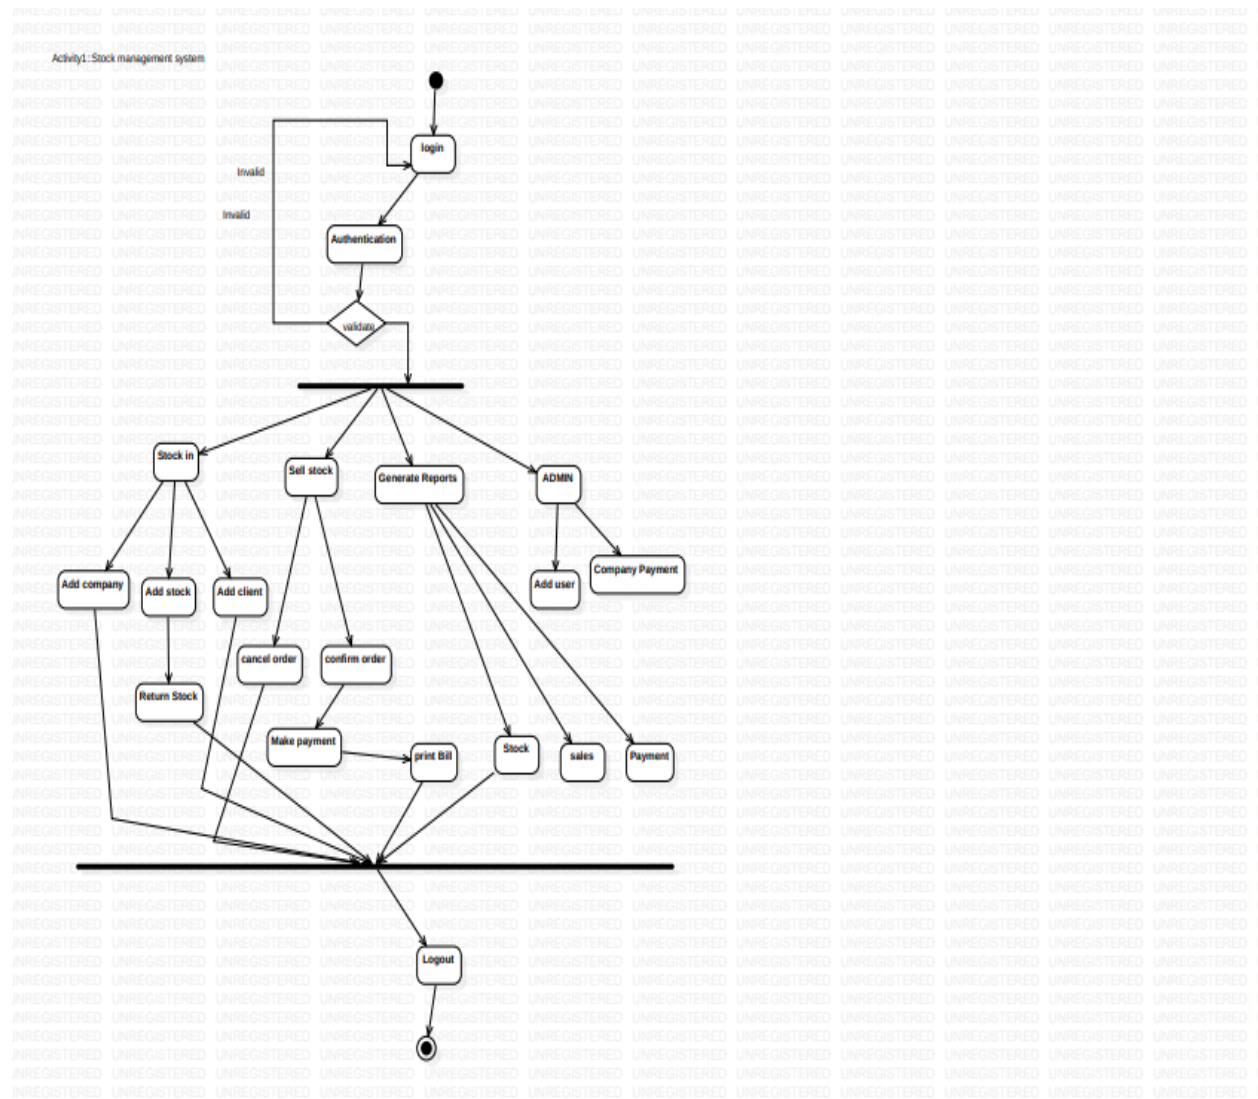 Activity1::Stock management system
login
Invalid
Invalid
Authentication
validate
Stock in
Sell stock
Generate Reports
ADMIN
Add company
Add stock
Add client
Add user
Company Payment
cancel order
confirm order
Return Stock
Make payment
print Bill
Stock
sales
Payment
Logout
UNREGISTERED